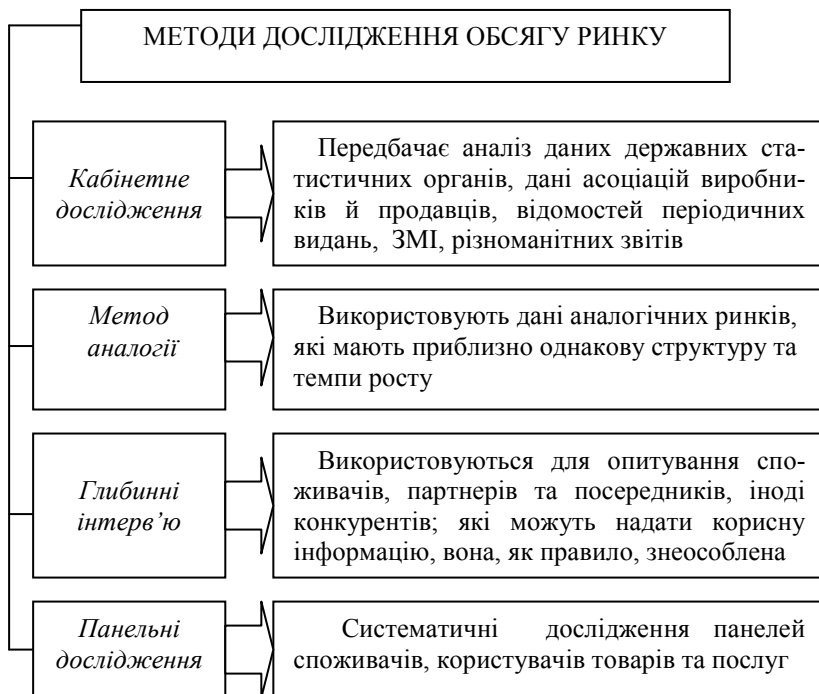 МЕТОДИ ДОСЛІДЖЕННЯ ОБСЯГУ РИНКУ
Кабінетне
дослідження
Передбачає аналіз даних державних ста-
тистичних органів, дані асоціацій виробни-
ків й продавців, відомостей періодичних
видань, ЗМІ, різноманітних звітів
Метод
аналогії
Використовують дані аналогічних ринків,
які мають приблизно однакову структуру та
темпи росту
Глибинні
інтерв’ю
Використовуються для опитування спо-
живачів, партнерів та посередників, іноді
конкурентів; які можуть надати корисну
інформацію, вона, як правило, знеособлена
Панельні
дослідження
Систематичні дослідження панелей
споживачів, користувачів товарів та послуг